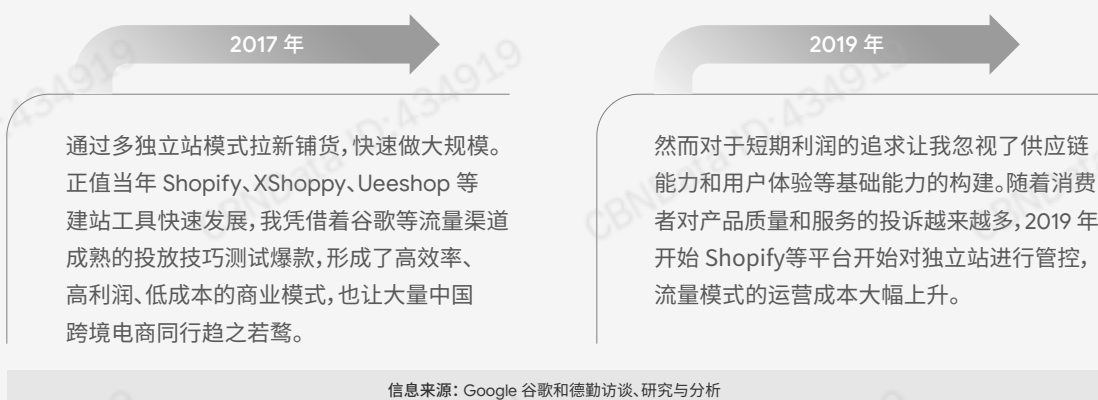 2017 年
通过多独立站模式拉新铺货，快速做大规模。
正值当年 Shopify、XShoppy、Ueeshop 等
建站工具快速发展，我凭借着谷歌等流量渠道
成熟的投放技巧测试爆款，形成了高效率、
高利润、低成本的商业模式，也让大量中国
跨境电商同行趋之若鹜。
2019 年
然而对于短期利润的追求让我忽视了供应链
能力和用户体验等基础能力的构建。随着消费
者对产品质量和服务的投诉越来越多，2019 年
开始 Shopify等平台开始对独立站进行管控，
流量模式的运营成本大幅上升。
信息来源：Google 谷歌和德勤访谈、研究与分析
CBNData ID:434919